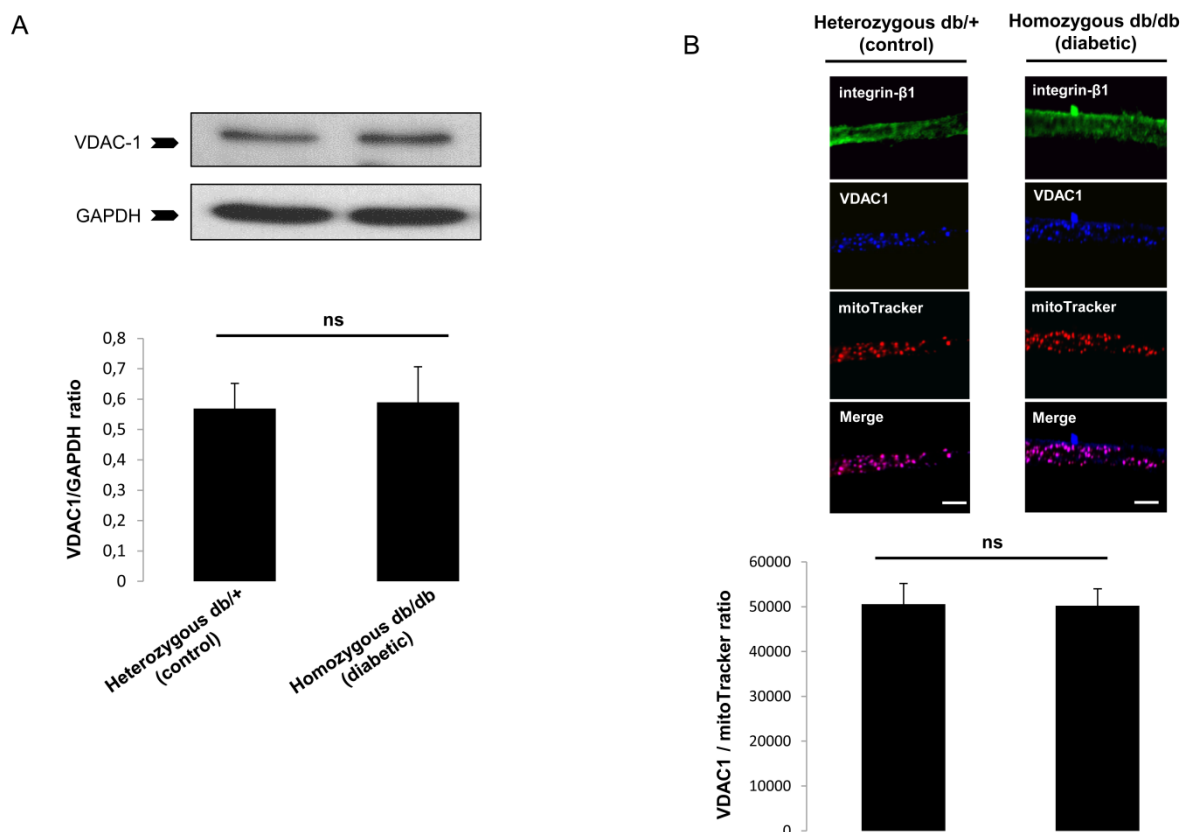 A
VDAC-1
GAPDH
ns
0,8
0,7
0,6
0,5
0,4
0,3
0,2
0,1
0
VDAC1/GAPDH ratio
Heterozygous db/+
(control)
Homozygous db/db
(diabetic)
B
Heterozygous db/+
(control)
Homozygous db/db
(diabetic)
integrin-β1
integrin-β1
VDAC1
VDAC1
mitoTracker
mitoTracker
Merge
Merge
ns
60000
50000
40000
30000
20000
10000
0
VDAC1 / mitoTracker ratio